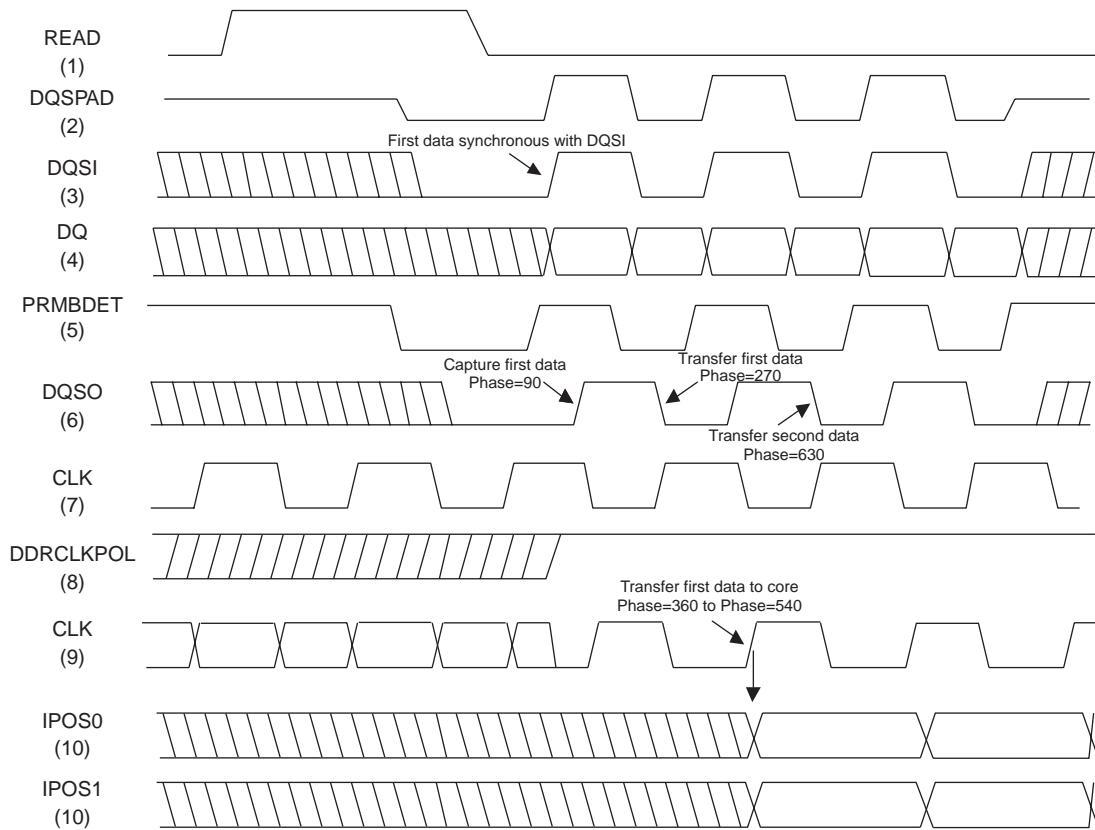 READ
(1)
DQSPAD
(2)
First data synchronous with DQSI
DQSI
(3)
DQ
(4)
PRMBDET
(5)
Capture first data
Phase=90
Transfer first data
Phase=270
DQSO
(6)
Transfer second data
Phase=630
CLK
(7)
DDRCLKPOL
(8)
Transfer first data to core
Phase=360 to Phase=540
CLK
(9)
IPOS0
(10)
IPOS1
(10)